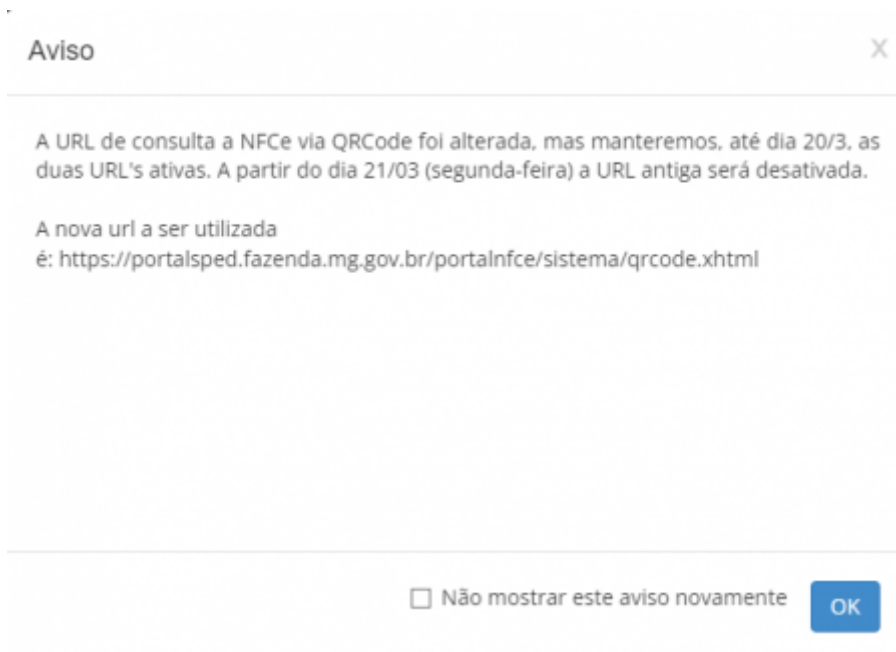 Aviso
X
A URL de consulta a NFCe via QRCode foi alterada, mas manteremos, até dia 20/3, as
duas URL's ativas. A partir do dia 21/03 (segunda-feira) a URL antiga será desativada.
A nova url a ser utilizada
é: https://portalsped.fazenda.mg.gov.br/portalnfce/sistema/qrcode.xhtml
Não mostrar este aviso novamente
OK